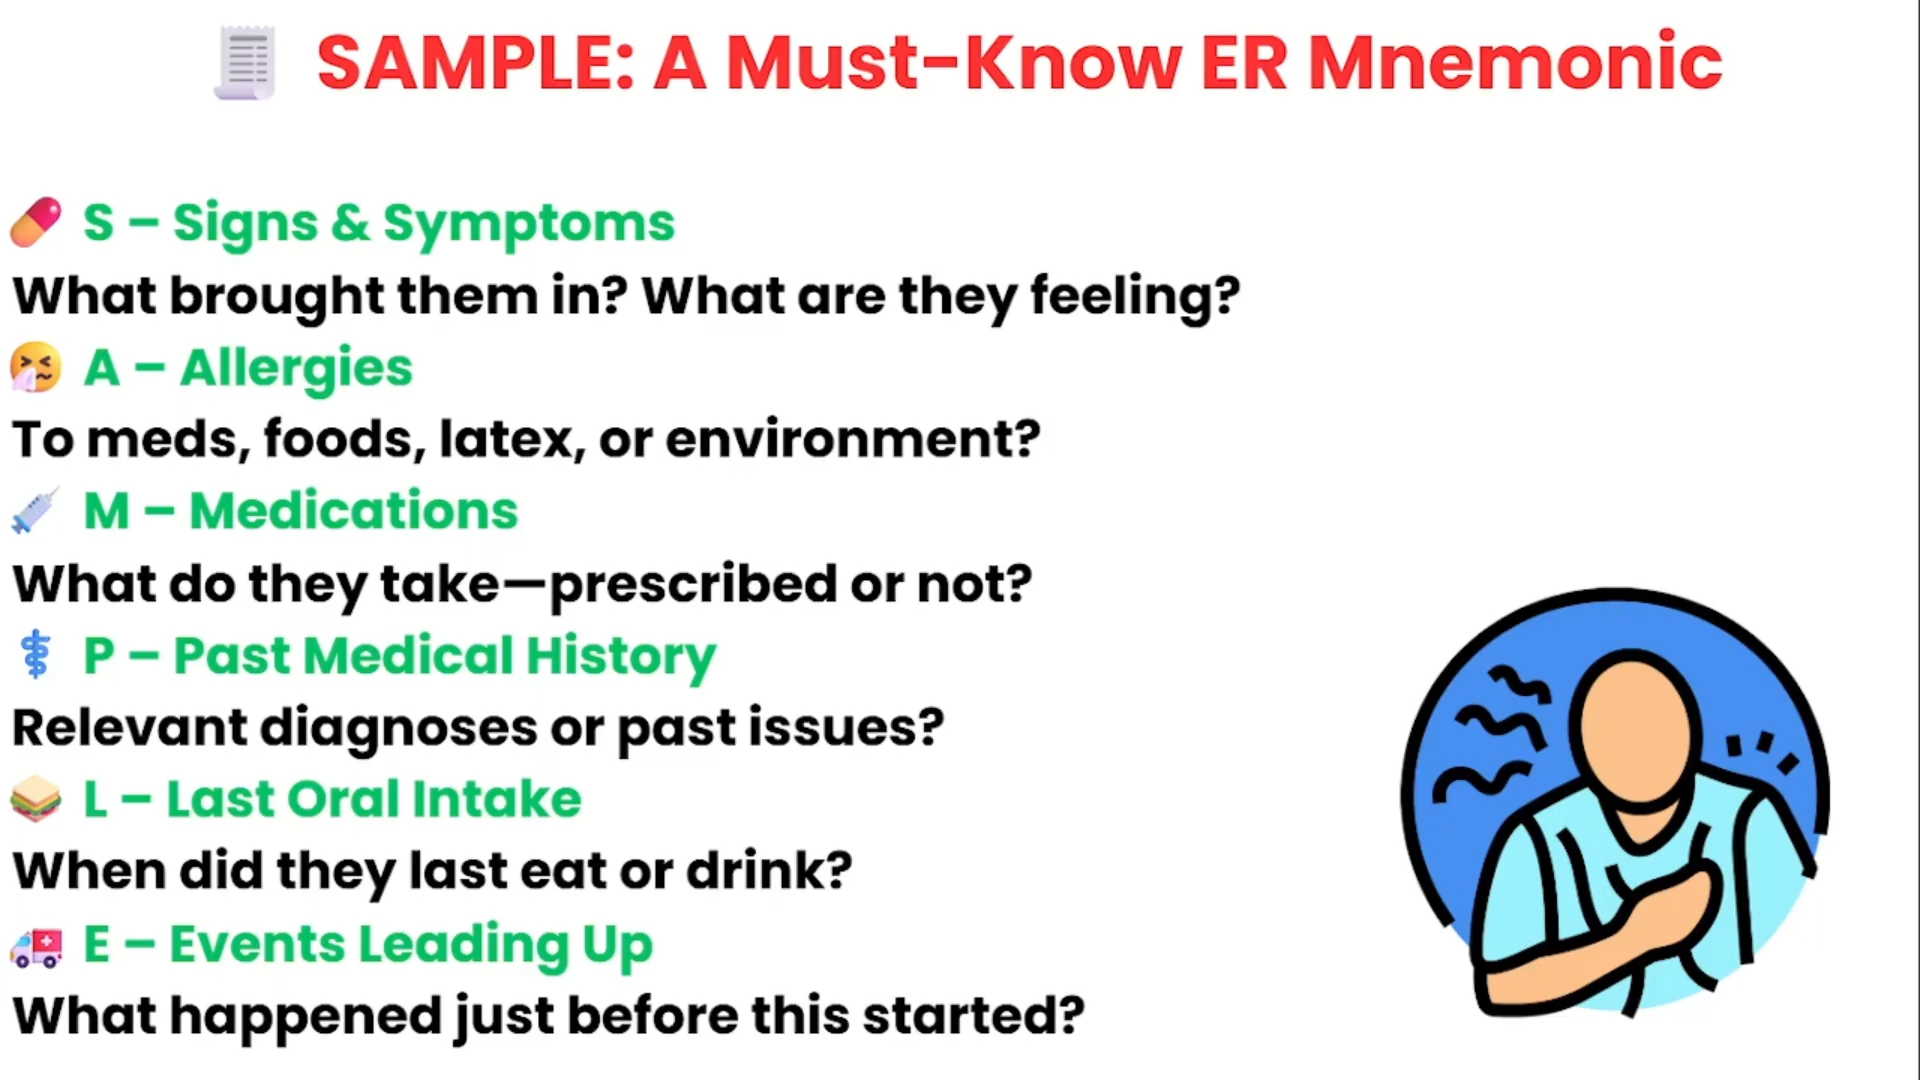 SAMPLE: A Must-Know ER Mnemonic
S – Signs & Symptoms
What brought them in? What are they feeling?
A – Allergies
To meds, foods, latex, or environment?
M – Medications
What do they take—prescribed or not?
P – Past Medical History
Relevant diagnoses or past issues?
L – Last Oral Intake
When did they last eat or drink?
E – Events Leading Up
What happened just before this started?